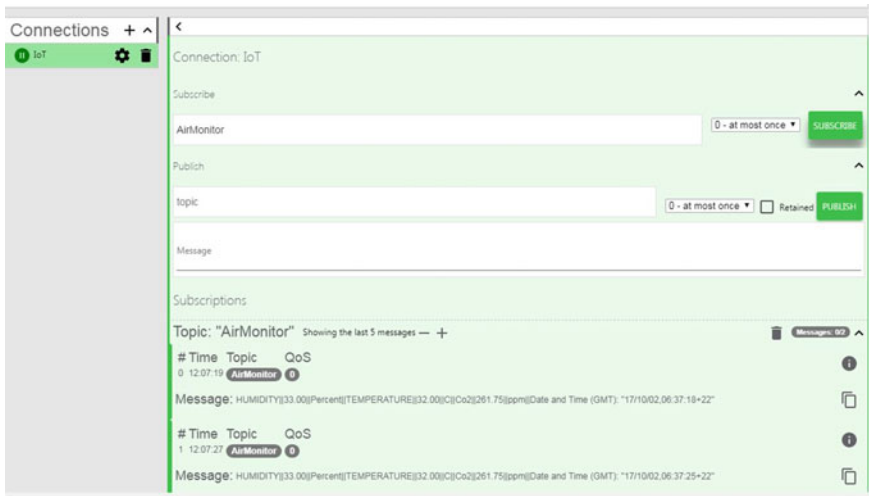 Connections + ^
IoT
Connection: IoT
Subscribe
AirMonitor
0 - at most once
SUBSCRIBE
Publish
topic
0 - at most once
Retained
PUBLISH
Message
Subscriptions
Topic: "AirMonitor" Showing the last 5 messages — +
Messages: 0/2
# Time Topic QoS
0 12:07:19 AirMonitor 0
Message: HUMIDITY||33.00||Percent||TEMPERATURE||32.00||C||Co2||261.75||ppm||Date and Time (GMT): "17/10/02,06:37:18+22"
# Time Topic QoS
1 12:07:27 AirMonitor 0
Message: HUMIDITY||33.00||Percent||TEMPERATURE||32.00||C||Co2||261.75||ppm||Date and Time (GMT): "17/10/02,06:37:25+22"